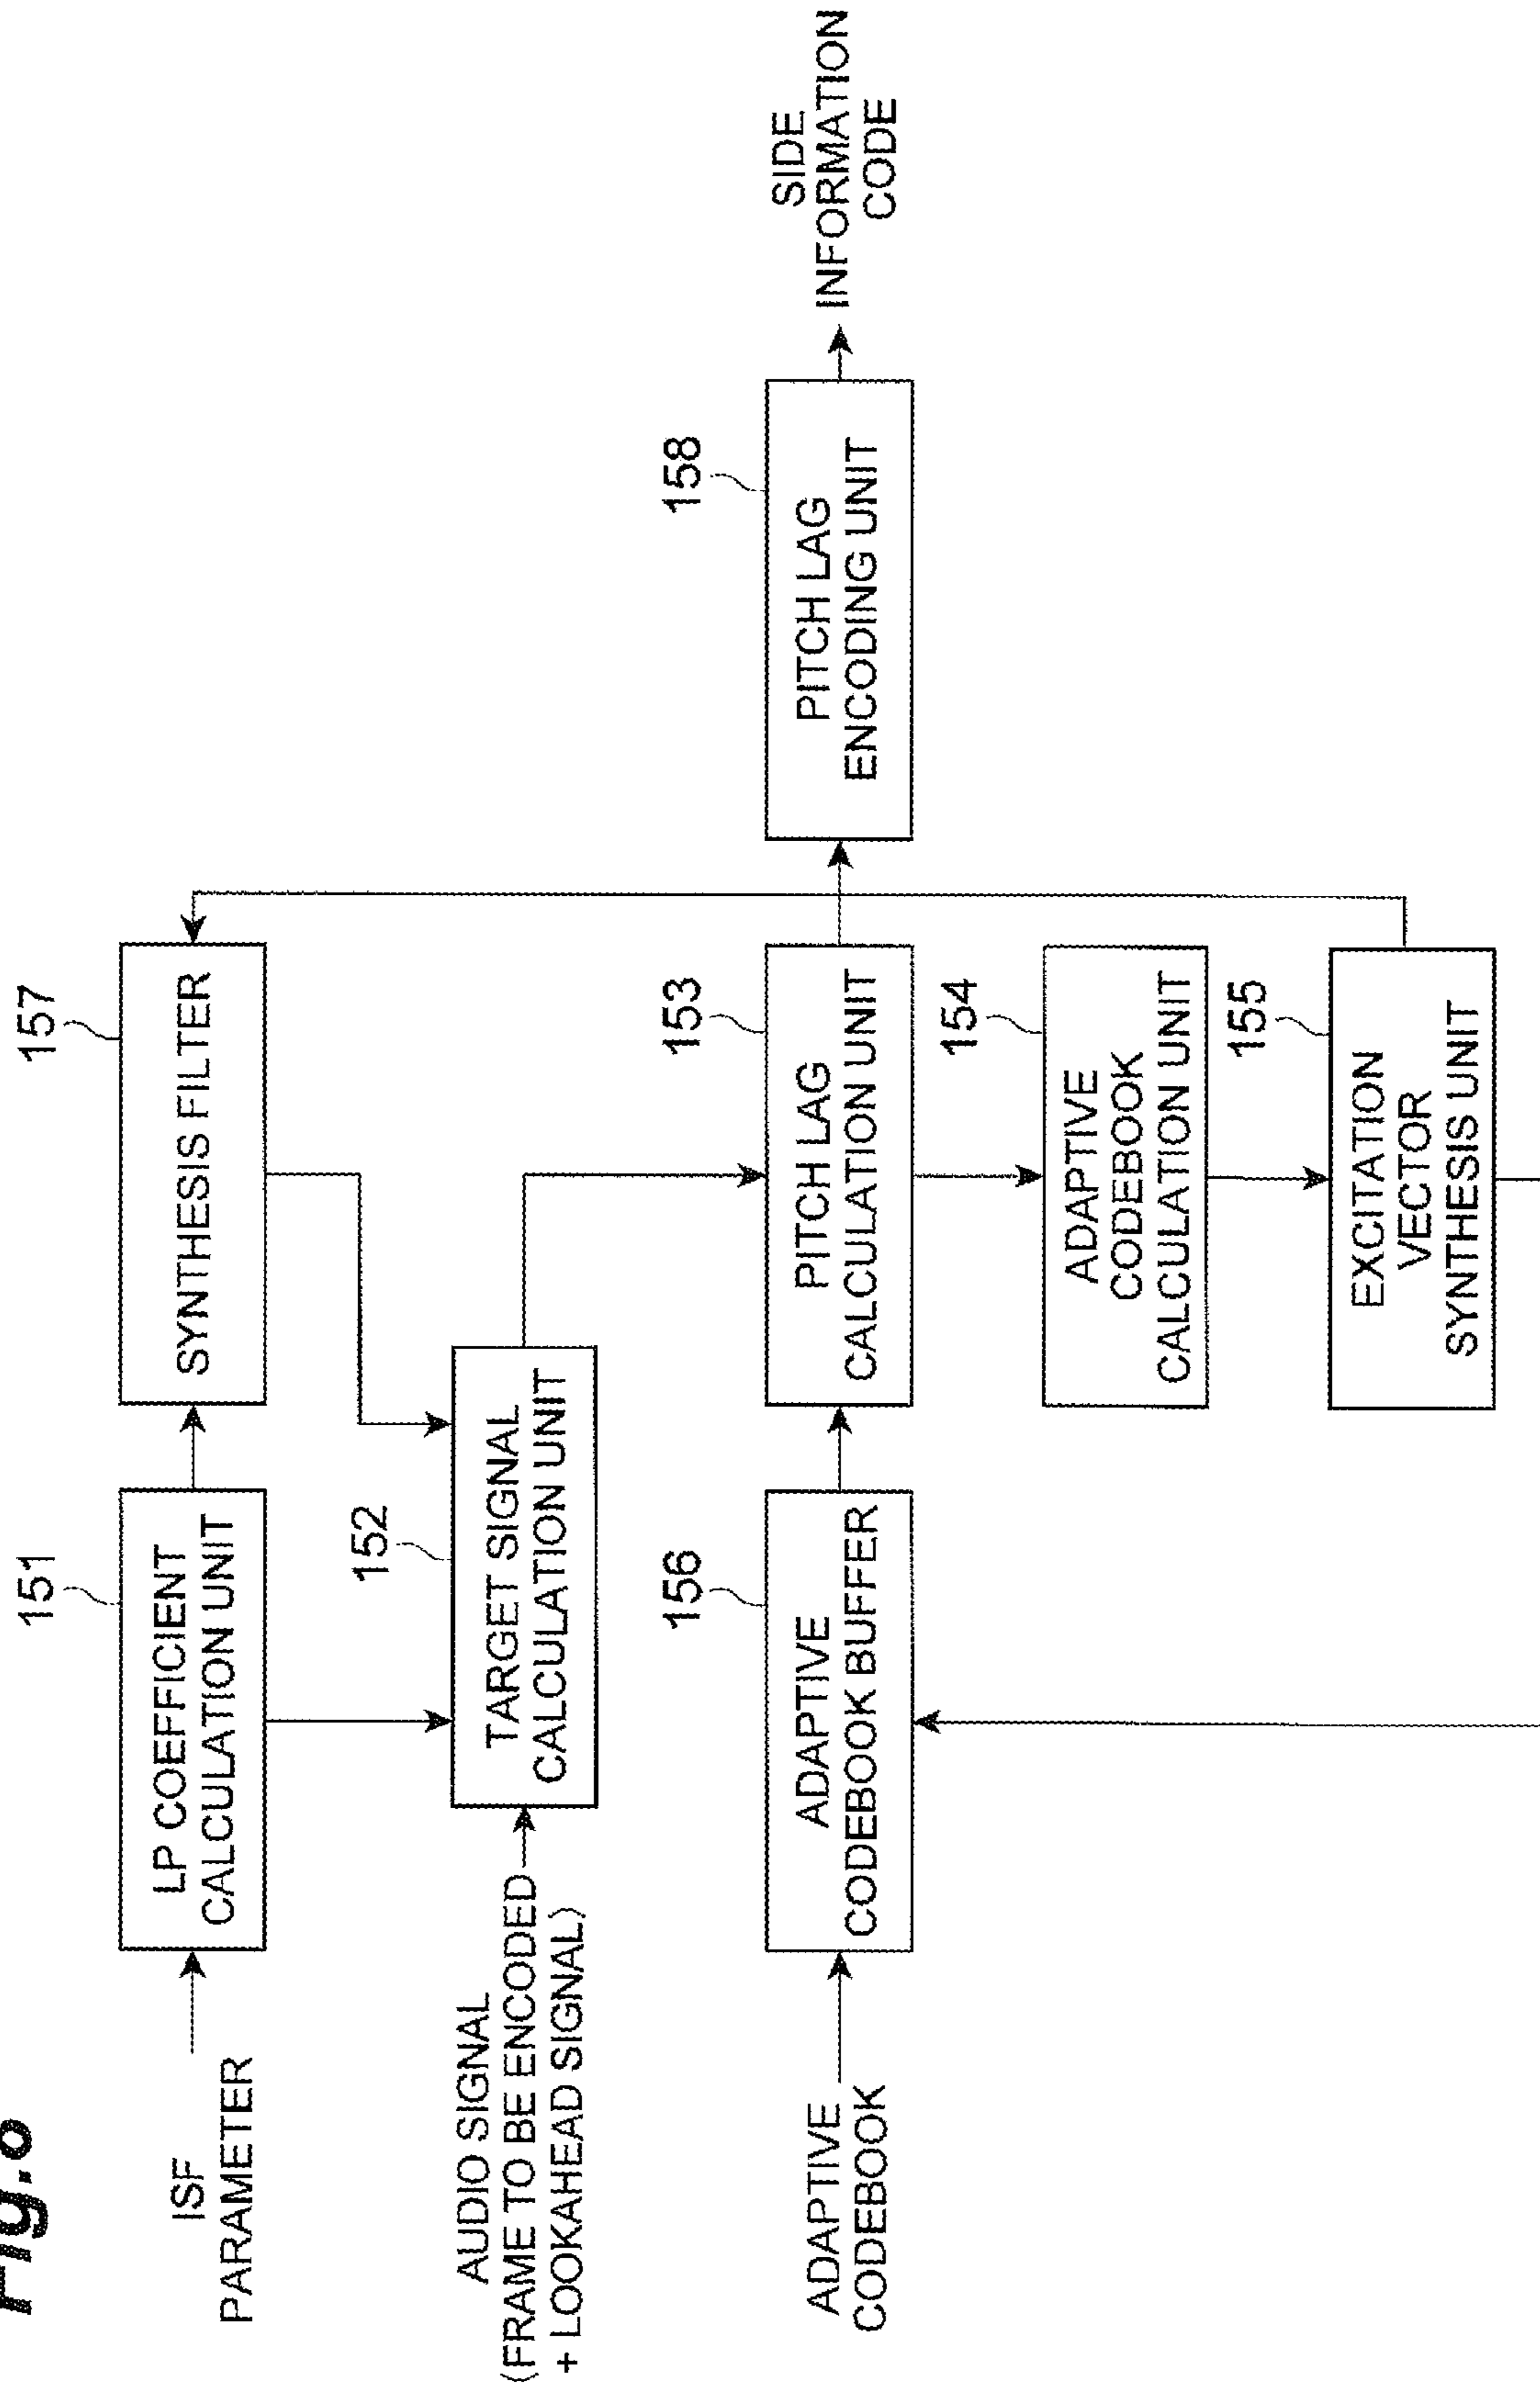 Fig.8
ISF
PARAMETER
151
LP COEFFICIENT
CALCULATION UNIT
157
SYNTHESIS FILTER
AUDIO SIGNAL
(FRAME TO BE ENCODED
+ LOOKAHEAD SIGNAL)
152
TARGET SIGNAL
CALCULATION UNIT
ADAPTIVE
CODEBOOK
156
ADAPTIVE
CODEBOOK BUFFER
153
PITCH LAG
CALCULATION UNIT
158
PITCH LAG
ENCODING UNIT
SIDE
INFORMATION
CODE
154
ADAPTIVE
CODEBOOK
CALCULATION UNIT
155
EXCITATION
VECTOR
SYNTHESIS UNIT